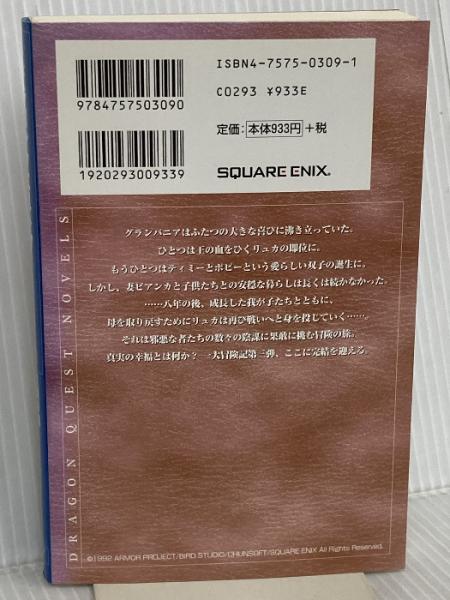 ISBN4-7575-0309-1
C0293 ¥933E
定価：本体933円＋税
SQUARE ENIX®
9784757503090
1920293009339
グランバニアはふたつの大きな喜びに沸き立っていた。
ひとつは王の血をひくリュカの即位に。
もうひとつはティミーとポピーという愛らしい双子の誕生に。
しかし、妻ビアンカと子供たちとの安穏な暮らしは長くは続かなかった。
……八年の後、成長した我が子たちとともに、
母を取り戻すためにリュカは再び戦いへと身を投じていく……。
それは邪悪な者たちの数々の陰謀に果敢に挑む冒険の旅。
真実の幸福とは何か？ 一大冒険記第三弾、ここに完結を迎える。
DRAGON QUEST NOVELS
©1992 ARMOR PROJECT/BIRD STUDIO/CHUNSOFT/SQUARE ENIX All Rights Reserved.